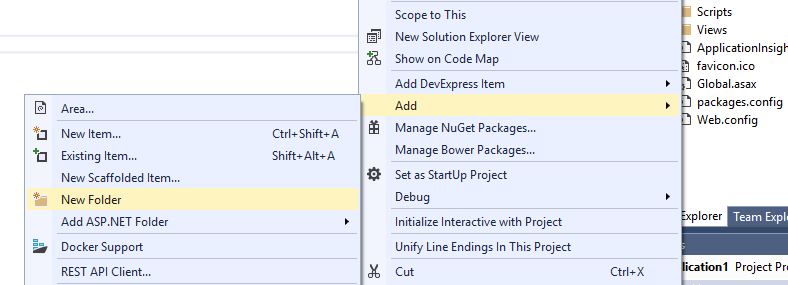 Scope to This
New Solution Explorer View
Show on Code Map
Add DevExpress Item
Add
Manage NuGet Packages...
Manage Bower Packages...
Set as StartUp Project
Debug
Initialize Interactive with Project
Unify Line Endings In This Project
Cut Ctrl+X
Area...
New Item... Ctrl+Shift+A
Existing Item... Shift+Alt+A
New Scaffolded Item...
New Folder
Add ASP.NET Folder
Docker Support
REST API Client...
Scripts
Views
ApplicationInsigh
favicon.ico
Global.asax
packages.config
Web.config
Explorer Team Explo
lication1 Project Pro